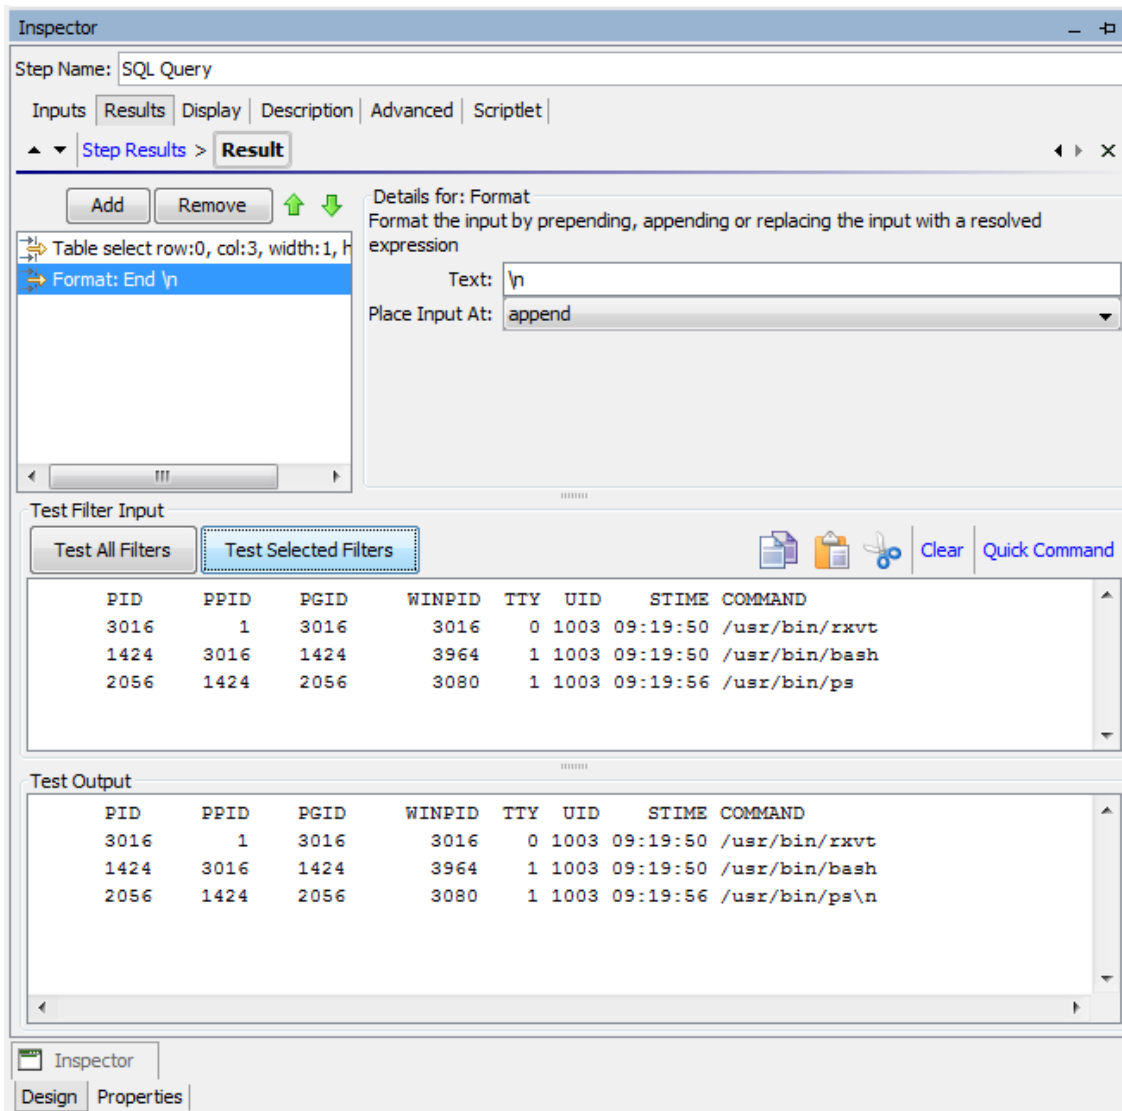 Inspector
Step Name: SQL Query
Inputs Results Display Description Advanced Scriptlet
Step Results > Result
Add Remove
Details for: Format
Format the input by prepending, appending or replacing the input with a resolved
expression
Table select row:0, col:3, width:1, h
Format: End \n
Text: \n
Place Input At: append
Test Filter Input
Test All Filters Test Selected Filters Clear Quick Command
PID PPID PGID WINPID TTY UID STIME COMMAND
3016 1 3016 3016 0 1003 09:19:50 /usr/bin/rxvt
1424 3016 1424 3964 1 1003 09:19:50 /usr/bin/bash
2056 1424 2056 3080 1 1003 09:19:56 /usr/bin/ps
Test Output
PID PPID PGID WINPID TTY UID STIME COMMAND
3016 1 3016 3016 0 1003 09:19:50 /usr/bin/rxvt
1424 3016 1424 3964 1 1003 09:19:50 /usr/bin/bash
2056 1424 2056 3080 1 1003 09:19:56 /usr/bin/ps\n
Inspector
Design Properties